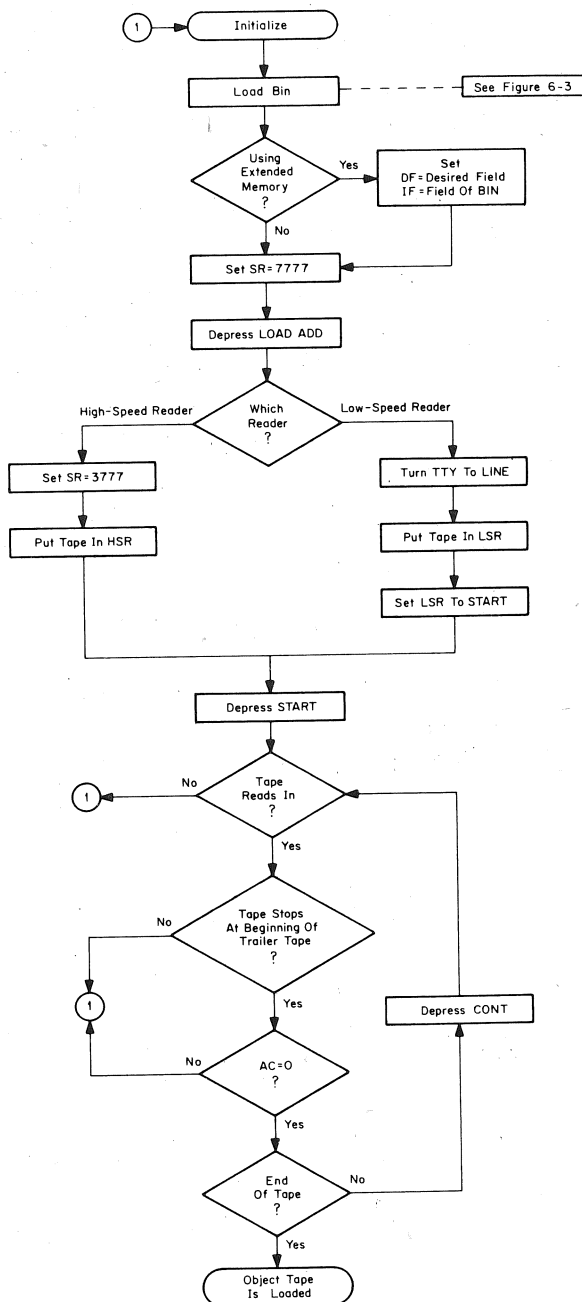 1
Initialize
Load Bin
See Figure 6-3
Using
Extended
Memory
?
Yes
Set
DF=Desired Field
IF=Field Of BIN
No
Set SR=7777
Depress LOAD ADD
High-Speed Reader
Which
Reader
?
Low-Speed Reader
Set SR=3777
Turn TTY To LINE
Put Tape In HSR
Put Tape In LSR
Set LSR To START
Depress START
No
Tape
Reads In
?
1
Yes
No
Tape Stops
At Beginning Of
Trailer Tape
?
1
Yes
Depress CONT
No
AC=0
?
Yes
End
Of Tape
?
No
Yes
Object Tape
Is Loaded